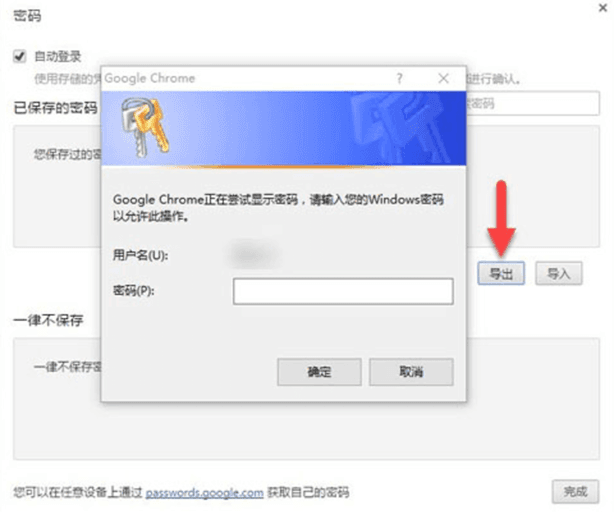 密码
自动登录
使用存储的凭
进行确认。
Google Chrome
?
已保存的密码
密码
您保存过的密
Google Chrome正在尝试显示密码，请输入您的Windows密码
以允许此操作。
用户名(U):
密码(P):
导出
导入
一律不保存
一律不保存密
确定
取消
您可以在任意设备上通过 passwords.google.com 获取自己的密码
完成